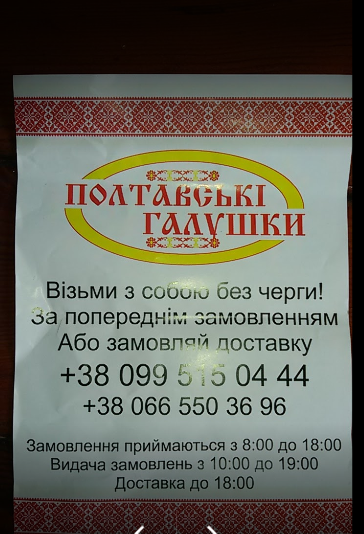 ПОЛТАВСЬКІ
ГАЛУШКИ
Візьми з собою без черги!
За попереднім замовленням
Або замовляй доставку
+38 099 515 04 44
+38 066 550 36 96
Замовлення приймаються з 8:00 до 18:00
Видача замовлень з 10:00 до 19:00
Доставка до 18:00